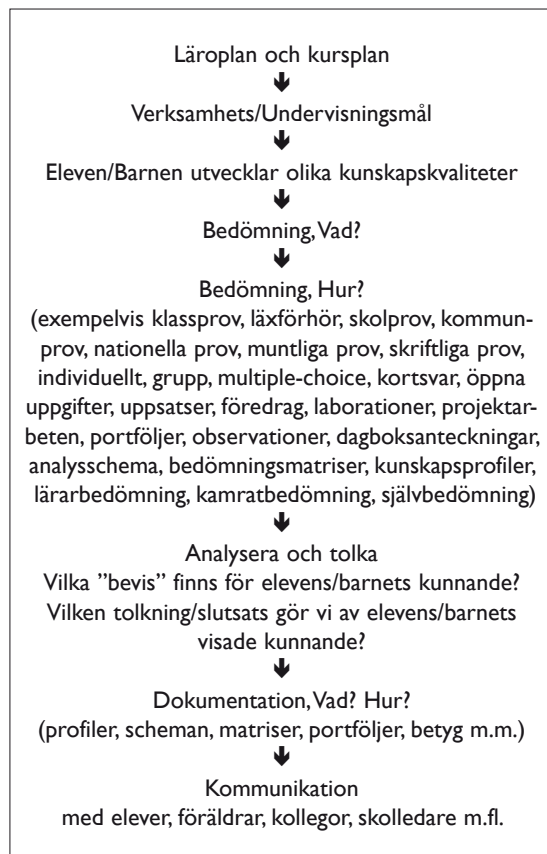 Läroplan och kursplan
Verksamhets/Undervisningsmål
Eleven/Barnen utvecklar olika kunskapskvaliteter
Bedömning, Vad?
Bedömning, Hur?
(exempelvis klassprov, läxförhör, skolprov, kommun-
prov, nationella prov, muntliga prov, skriftliga prov,
individuellt, grupp, multiple-choice, kortsvar, öppna
uppgifter, uppsatser, föredrag, laborationer, projektar-
beten, portföljer, observationer, dagboksanteckningar,
analysschema, bedömningsmatriser, kunskapsprofiler,
lärarbedömning, kamratbedömning, självbedömning)
Analysera och tolka
Vilka ”bevis” finns för elevens/barnets kunnande?
Vilken tolkning/slutsats gör vi av elevens/barnets
visade kunnande?
Dokumentation, Vad? Hur?
(profiler, scheman, matriser, portföljer, betyg m.m.)
Kommunikation
med elever, föräldrar, kollegor, skolledare m.fl.